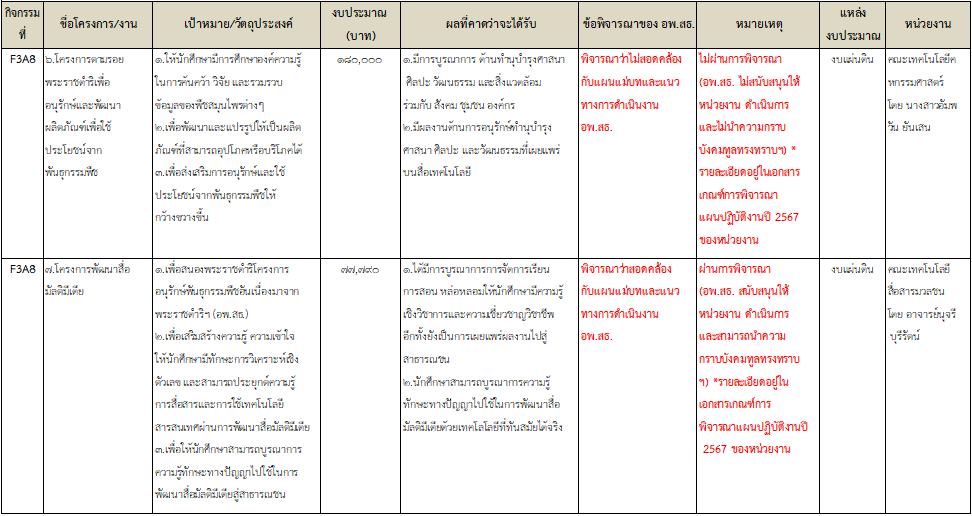 กิจกรรม
ที่
ชื่อโครงการ/งาน
เป้าหมาย/วัตถุประสงค์
งบประมาณ
(บาท)
ผลที่คาดว่าจะได้รับ
ข้อพิจารณาของ อพ.สธ.
หมายเหตุ
แหล่ง
งบประมาณ
หน่วยงาน
F3A8
๖.โครงการตามรอย
พระราชดำริเพื่อ
อนุรักษ์และพัฒนา
ผลิตภัณฑ์เพื่อใช้
ประโยชน์จาก
พันธุกรรมพืช
๑.ให้นักศึกษามีการศึกษาองค์ความรู้
ในการค้นคว้า วิจัย และรวมรวบ
ข้อมูลของพืชสมุนไพรต่างๆ
๒.เพื่อพัฒนาและแปรรูปให้เป็นผลิต
ภัณฑ์ที่สามารถอุปโภคหรือบริโภคได้
๓.เพื่อส่งเสริมการอนุรักษ์และใช้
ประโยชน์จากพันธุกรรมพืชให้
กว้างขวางขึ้น
๑๘๐,๐๐๐
๑.มีการบูรณาการ ด้านทำนุบำรุงศาสนา
ศิลปะ วัฒนธรรม และสิ่งแวดล้อม
ร่วมกับ สังคม ชุมชน องค์กร
๒.มีผลงานด้านการอนุรักษ์ทำนุบำรุง
ศาสนา ศิลปะ และวัฒนธรรมที่เผยแพร่
บนสื่อเทคโนโลยี
พิจารณาว่าไม่สอดคล้อง
กับแผนแม่บทและแนว
ทางการดำเนินงาน
อพ.สธ.
ไม่ผ่านการพิจารณา
(อพ.สธ. ไม่สนับสนุนให้
หน่วยงาน ดำเนินการ
และไม่นำความกราบ
บังคมทูลทรงทราบฯ) *
รายละเอียดอยู่ในเอกสาร
เกณฑ์การพิจารณา
แผนปฏิบัติงานปี 2567
ของหน่วยงาน
งบแผ่นดิน
คณะเทคโนโลยีค
หกรรมศาสตร์
โดย นางสาวอัมพ
วัน ยันเสน
F3A8
๗.โครงการพัฒนาสื่อ
มัลติมีเดีย
๑.เพื่อสนองพระราชดำริโครงการ
อนุรักษ์พันธุกรรมพืชอันเนื่องมาจาก
พระราชดำริฯ (อพ.สธ.)
๒.เพื่อเสริมสร้างความรู้ ความเข้าใจ
ให้นักศึกษามีทักษะการวิเคราะห์เชิง
ตัวเลข และสามารถประยุกต์ความรู้
การสื่อสารและการใช้เทคโนโลยี
สารสนเทศผ่านการพัฒนาสื่อมัลติมีเดีย
๓.เพื่อให้นักศึกษาสามารถบูรณาการ
ความรู้ทักษะทางปัญญาไปใช้ในการ
พัฒนาสื่อมัลติมีเดียสู่สาธารณชน
๗๗,๗๙๐
๑.ได้มีการบูรณาการการจัดการเรียน
การสอน หล่อหลอมให้นักศึกษามีความรู้
เชิงวิชาการและความเชี่ยวชาญวิชาชีพ
อีกทั้งยังเป็นการเผยแพร่ผลงานไปสู่
สาธารณชน
๒.นักศึกษาสามารถบูรณาการความรู้
ทักษะทางปัญญาไปใช้ในการพัฒนาสื่อ
มัลติมีเดียด้วยเทคโลโลยีที่ทันสมัยได้จริง
พิจารณาว่าสอดคล้อง
กับแผนแม่บทและแนว
ทางการดำเนินงาน
อพ.สธ.
ผ่านการพิจารณา
(อพ.สธ. สนับสนุนให้
หน่วยงาน ดำเนินการ
และสามารถนำความ
กราบบังคมทูลทรงทราบ
ฯ) *รายละเอียดอยู่ใน
เอกสารเกณฑ์การ
พิจารณาแผนปฏิบัติงานปี
2567 ของหน่วยงาน
งบแผ่นดิน
คณะเทคโนโลยี
สื่อสารมวลชน
โดย อาจารย์นุจรี
บุรีรัตน์